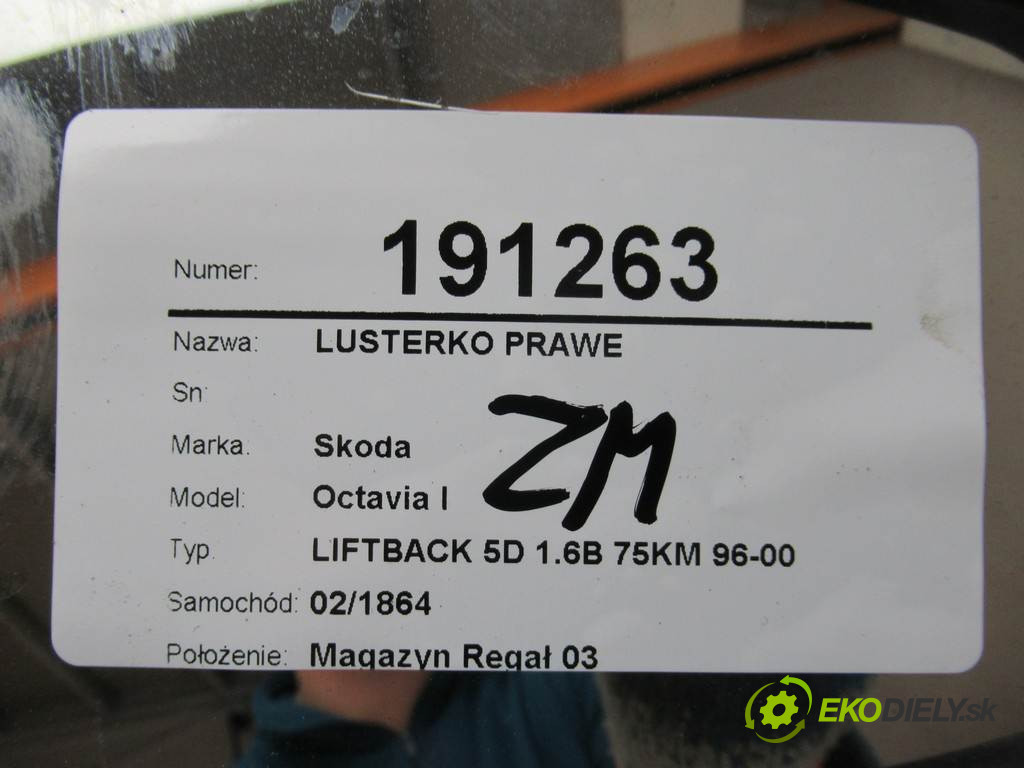 Numer: 191263
Nazwa: LUSTERKO PRAWE
Sn:
Marka: Skoda
ZM
Model: Octavia I
Typ: LIFTBACK 5D 1.6B 75KM 96-00
Samochód: 02/1864
Położenie: Magazyn Regał 03
EKODIELY.sk